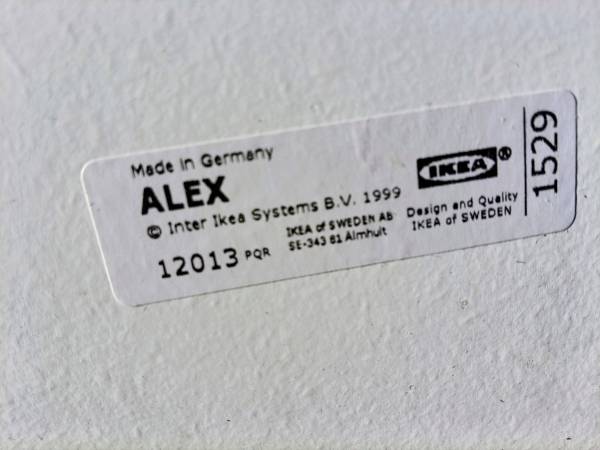 Made in Germany
ALEX
© Inter Ikea Systems B.V. 1999
12013 PQR
IKEA of SWEDEN AB
SE-343 81 Älmhult
IKEA®
Design and Quality
IKEA of SWEDEN
1529